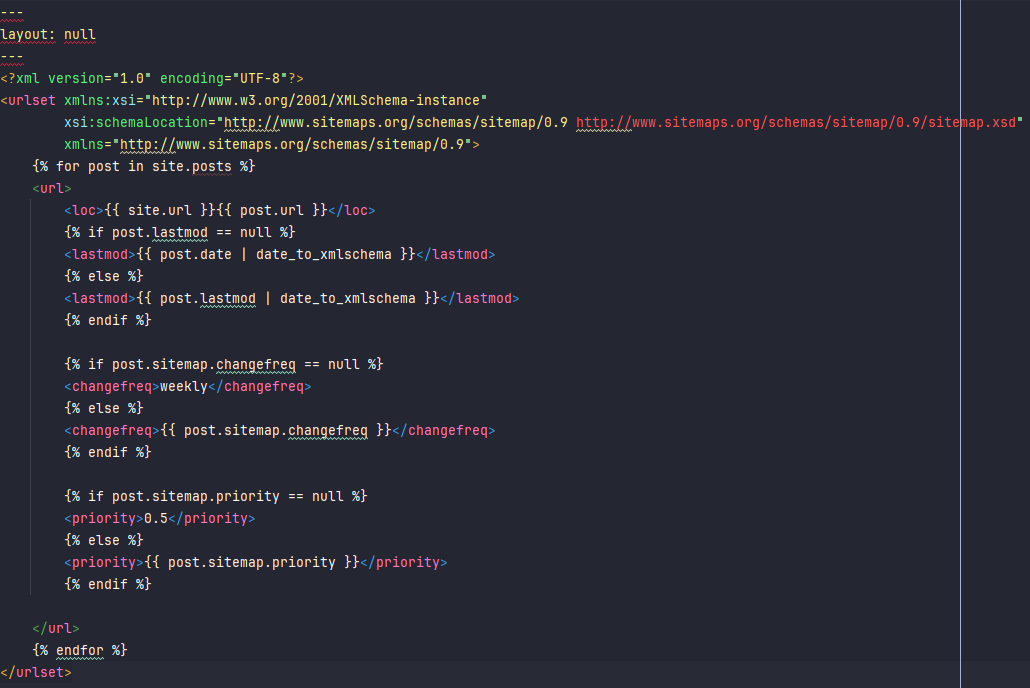 ---
layout: null
---
<?xml version="1.0" encoding="UTF-8"?>
<urlset xmlns:xsi="http://www.w3.org/2001/XMLSchema-instance"
        xsi:schemaLocation="http://www.sitemaps.org/schemas/sitemap/0.9 http://www.sitemaps.org/schemas/sitemap/0.9/sitemap.xsd"
        xmlns="http://www.sitemaps.org/schemas/sitemap/0.9">
    {% for post in site.posts %}
    <url>
        <loc>{{ site.url }}{{ post.url }}</loc>
        {% if post.lastmod == null %}
        <lastmod>{{ post.date | date_to_xmlschema }}</lastmod>
        {% else %}
        <lastmod>{{ post.lastmod | date_to_xmlschema }}</lastmod>
        {% endif %}

        {% if post.sitemap.changefreq == null %}
        <changefreq>weekly</changefreq>
        {% else %}
        <changefreq>{{ post.sitemap.changefreq }}</changefreq>
        {% endif %}

        {% if post.sitemap.priority == null %}
        <priority>0.5</priority>
        {% else %}
        <priority>{{ post.sitemap.priority }}</priority>
        {% endif %}

    </url>
    {% endfor %}
</urlset>